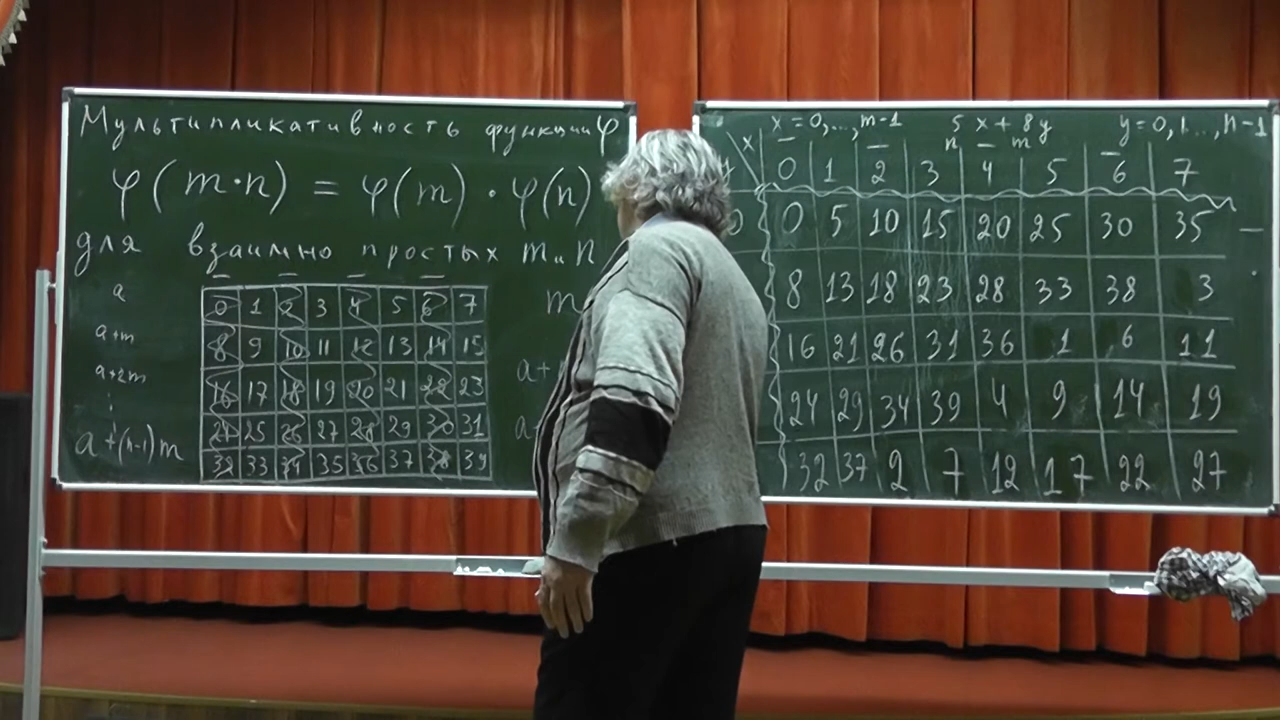 Мультипликативность функции φ
φ(m·n) = φ(m)·φ(n)
для взаимно простых m и n
a
a+m
a+2m
⋮
a+(n-1)m
0 1 2 3 4 5 6 7
8 9 10 11 12 13 14 15
16 17 18 19 20 21 22 23
24 25 26 27 28 29 30 31
32 33 34 35 36 37 38 39
m
a+
a
x = 0,...,m-1 5x + 8y y = 0,1...,n-1
n m
x 0 1 2 3 4 5 6 7
0 0 5 10 15 20 25 30 35
8 13 18 23 28 33 38 3
16 21 26 31 36 1 6 11
24 29 34 39 4 9 14 19
32 37 2 7 12 17 22 27